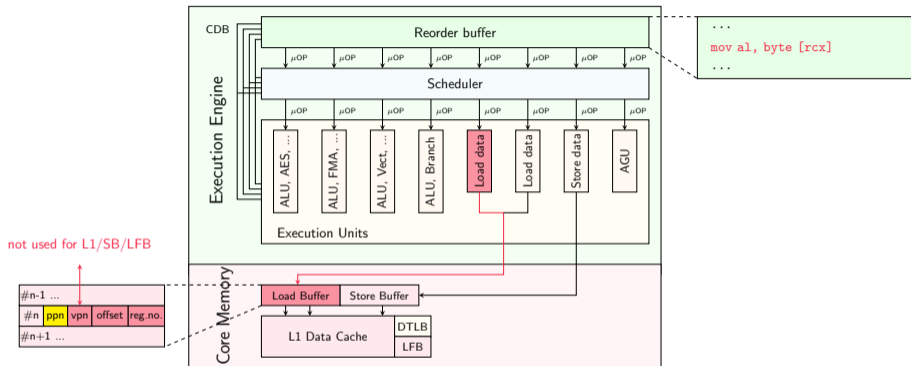 CDB
Reorder buffer
μOP μOP μOP μOP μOP μOP μOP μOP
Scheduler
μOP μOP μOP μOP μOP μOP μOP μOP
Execution Engine
ALU, AES, ...
ALU, FMA, ...
ALU, Vect, ...
ALU, Branch
Load data
Load data
Store data
AGU
Execution Units
...
mov al, byte [rcx]
...
not used for L1/SB/LFB
#n-1 ...
#n ppn vpn offset reg.no.
#n+1 ...
Core Memory
Load Buffer Store Buffer
L1 Data Cache
DTLB
LFB